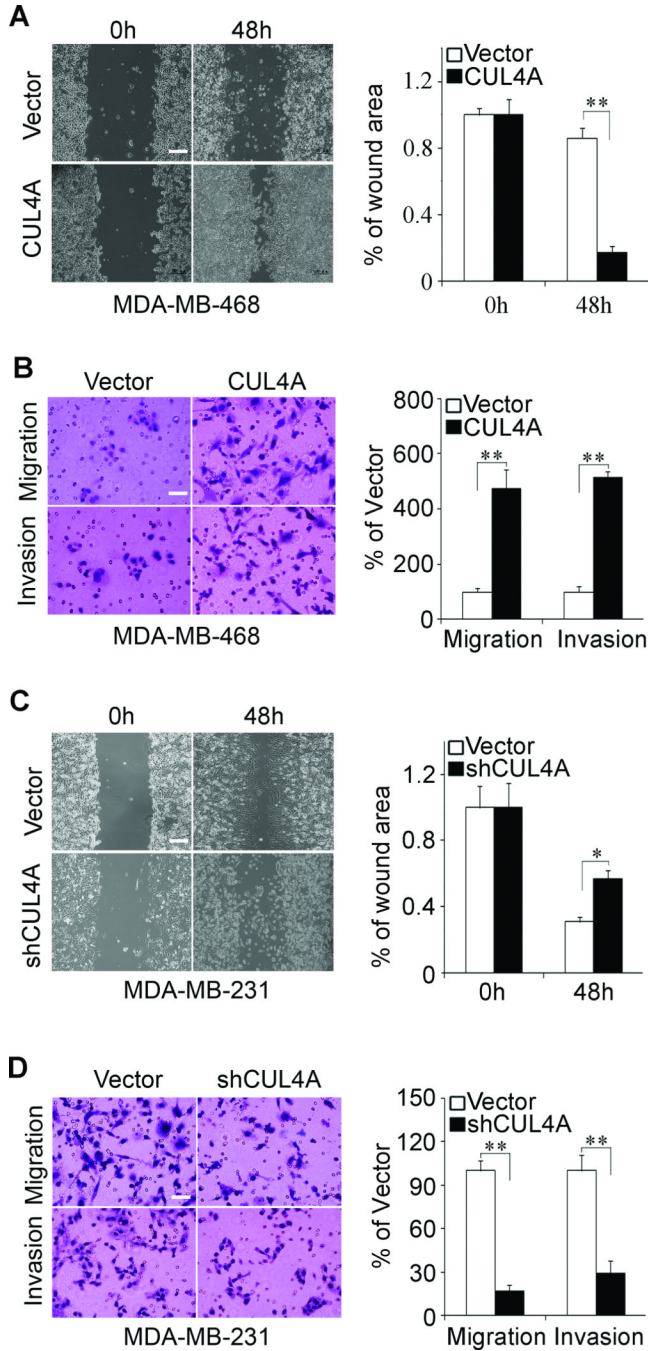 A
0h 48h
Vector
CUL4A
MDA-MB-468
Vector
CUL4A
% of wound area
1.2
0.8
0.4
0
**
0h 48h
B
Vector CUL4A
Migration
Invasion
MDA-MB-468
Vector
CUL4A
% of Vector
800
600
400
200
0
** **
Migration Invasion
C
0h 48h
Vector
shCUL4A
MDA-MB-231
Vector
shCUL4A
% of wound area
1.2
0.8
0.4
0
*
0h 48h
D
Vector shCUL4A
Migration
Invasion
MDA-MB-231
Vector
shCUL4A
% of Vector
150
120
90
60
30
0
** **
Migration Invasion